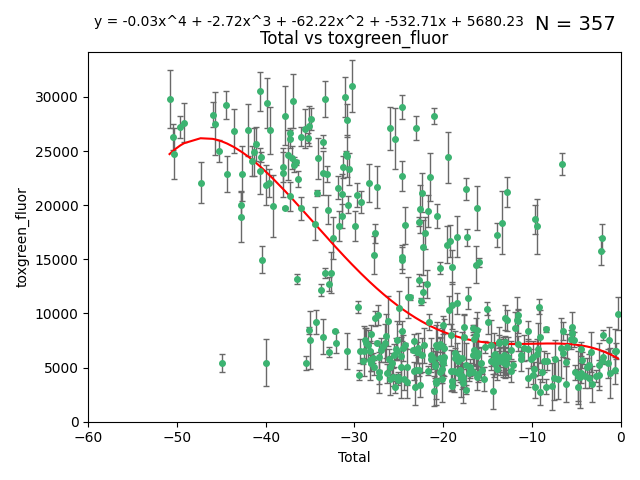 y = -0.03x^4 + -2.72x^3 + -62.22x^2 + -532.71x + 5680.23
N = 357
Total vs toxgreen_fluor
30000
25000
20000
15000
10000
5000
0
toxgreen_fluor
−60
−50
−40
−30
−20
−10
0
Total